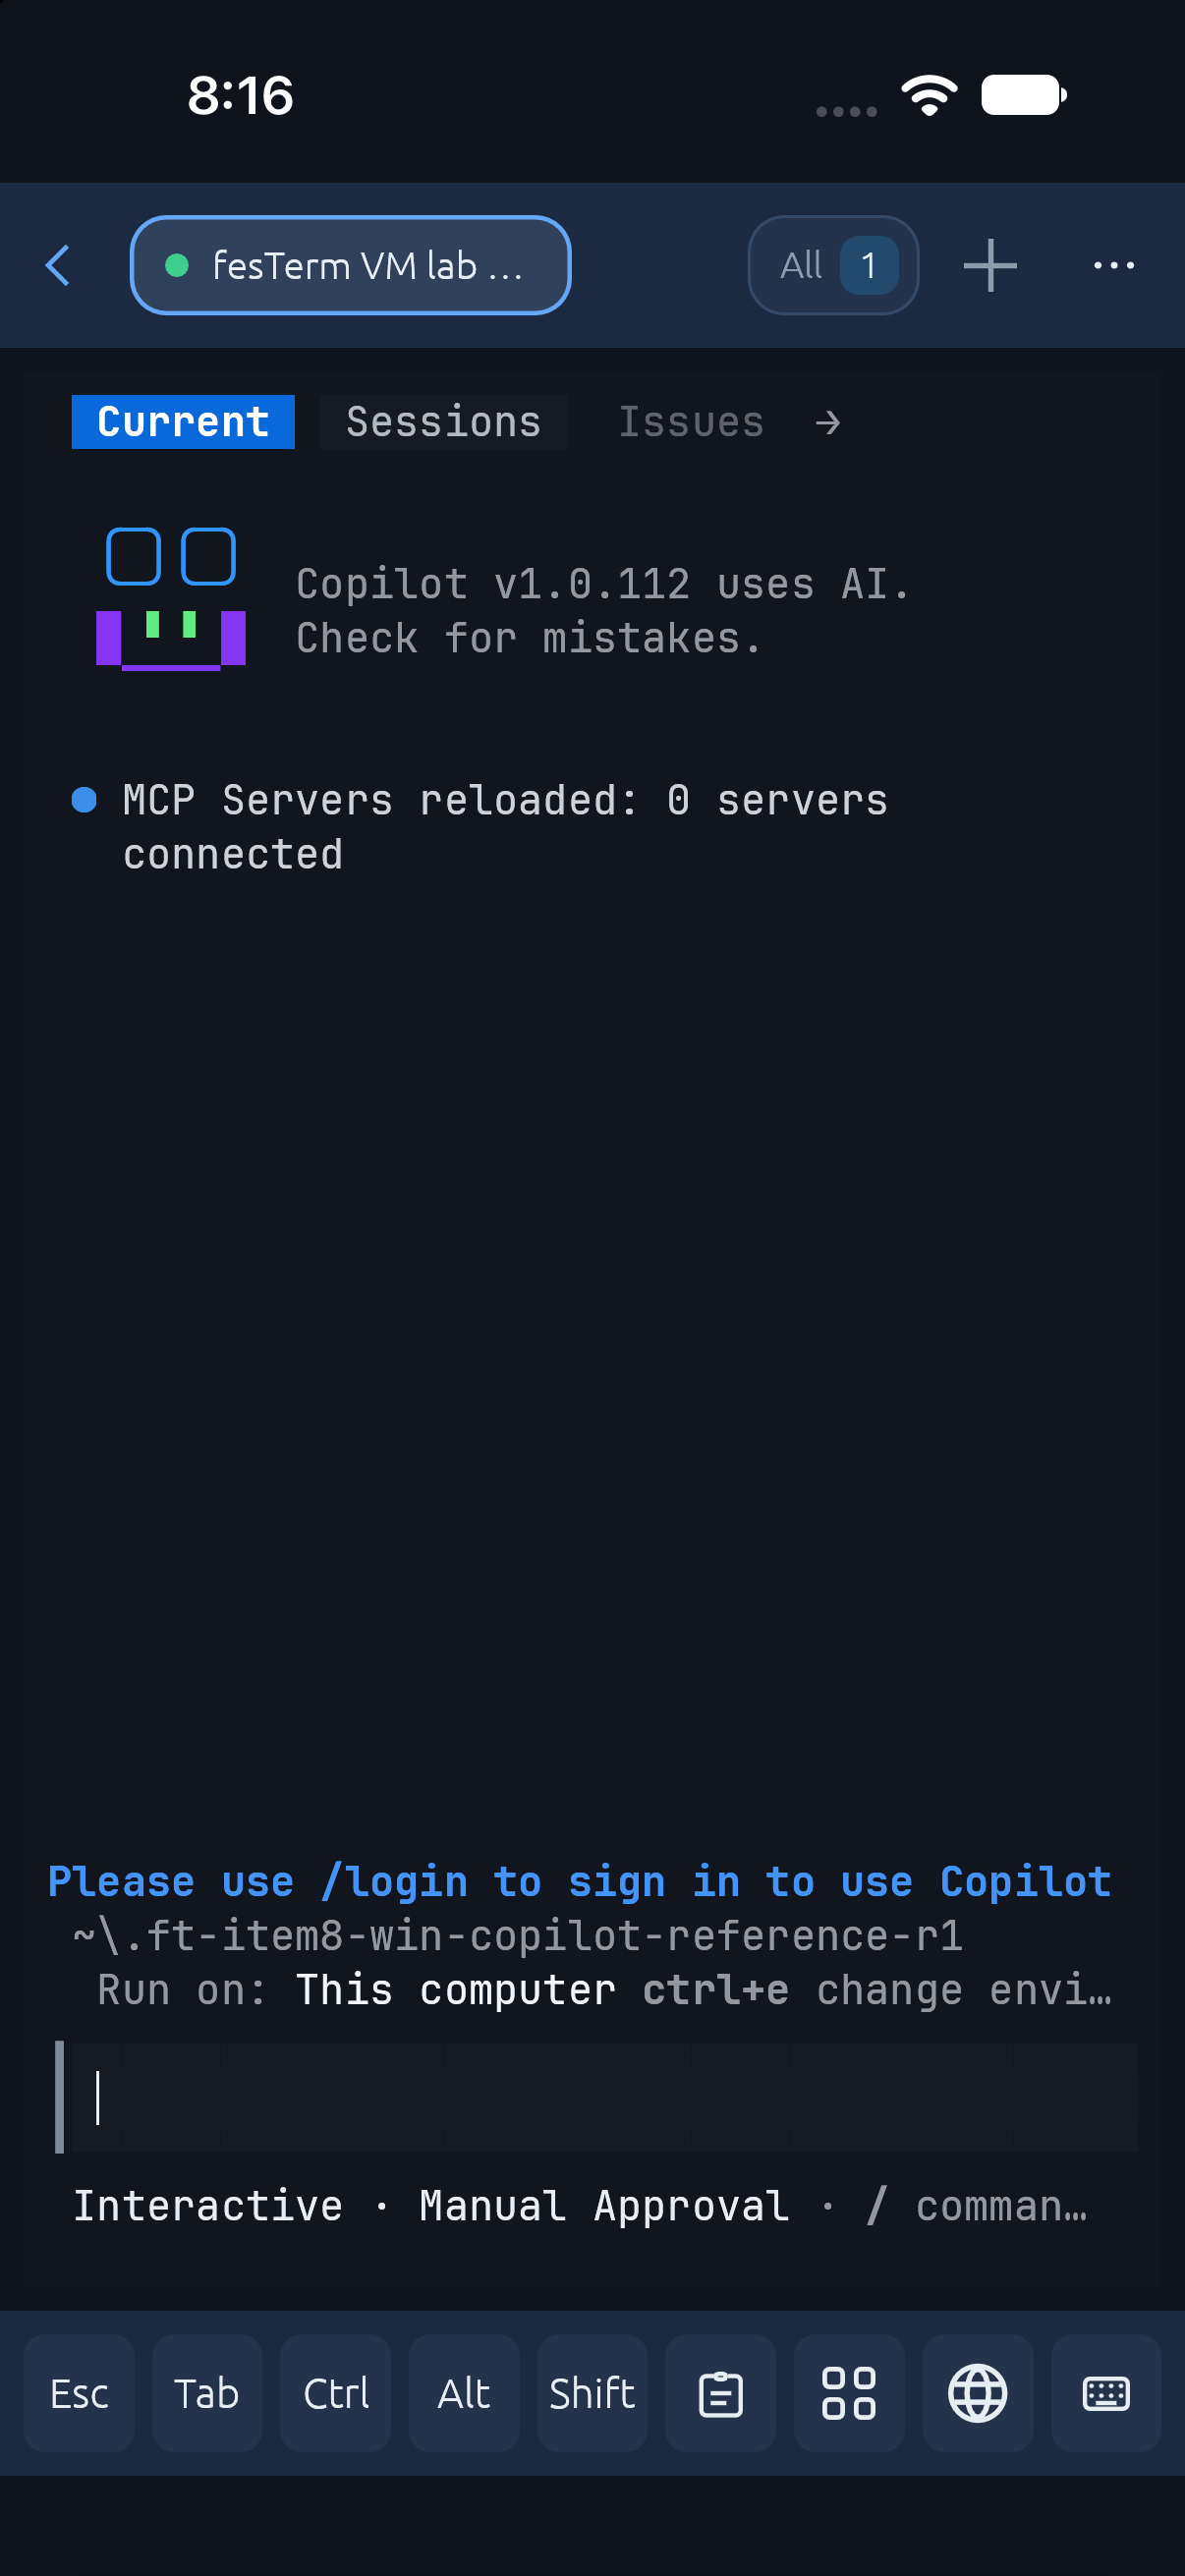 8:16
fesTerm VM lab ...
All 1
Current Sessions Issues →
Copilot v1.0.112 uses AI.
Check for mistakes.
● MCP Servers reloaded: 0 servers
connected
Please use /login to sign in to use Copilot
~\.ft-item8-win-copilot-reference-r1
Run on: This computer ctrl+e change envi…
Interactive · Manual Approval · / comman…
Esc Tab Ctrl Alt Shift